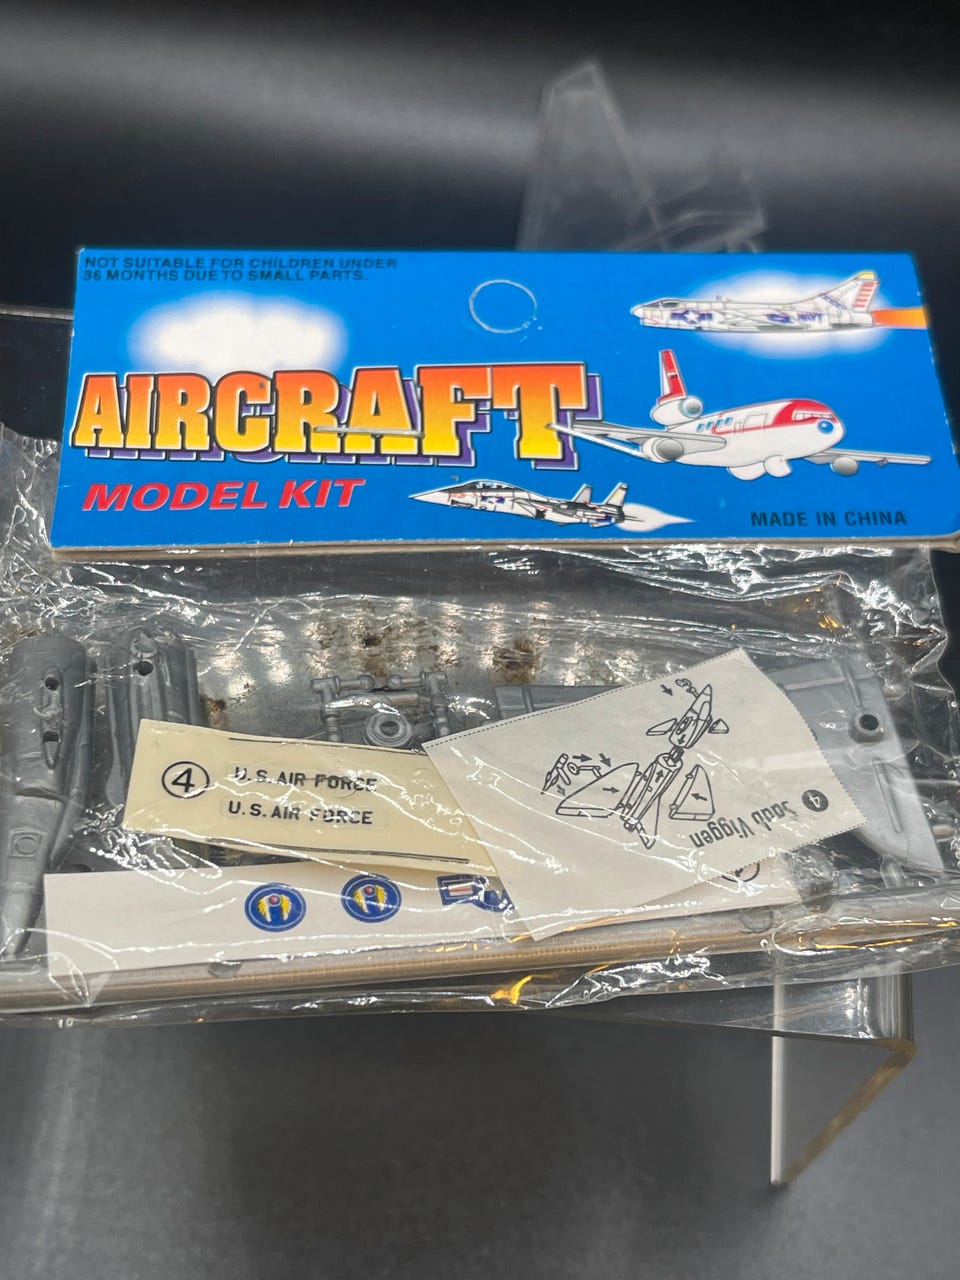 NOT SUITABLE FOR CHILDREN UNDER
36 MONTHS DUE TO SMALL PARTS.
NAVY
AIRCRAFT
MODEL KIT
MADE IN CHINA
4 U.S. AIR FORCE
U.S. AIR FORCE
4 Saab Viggen